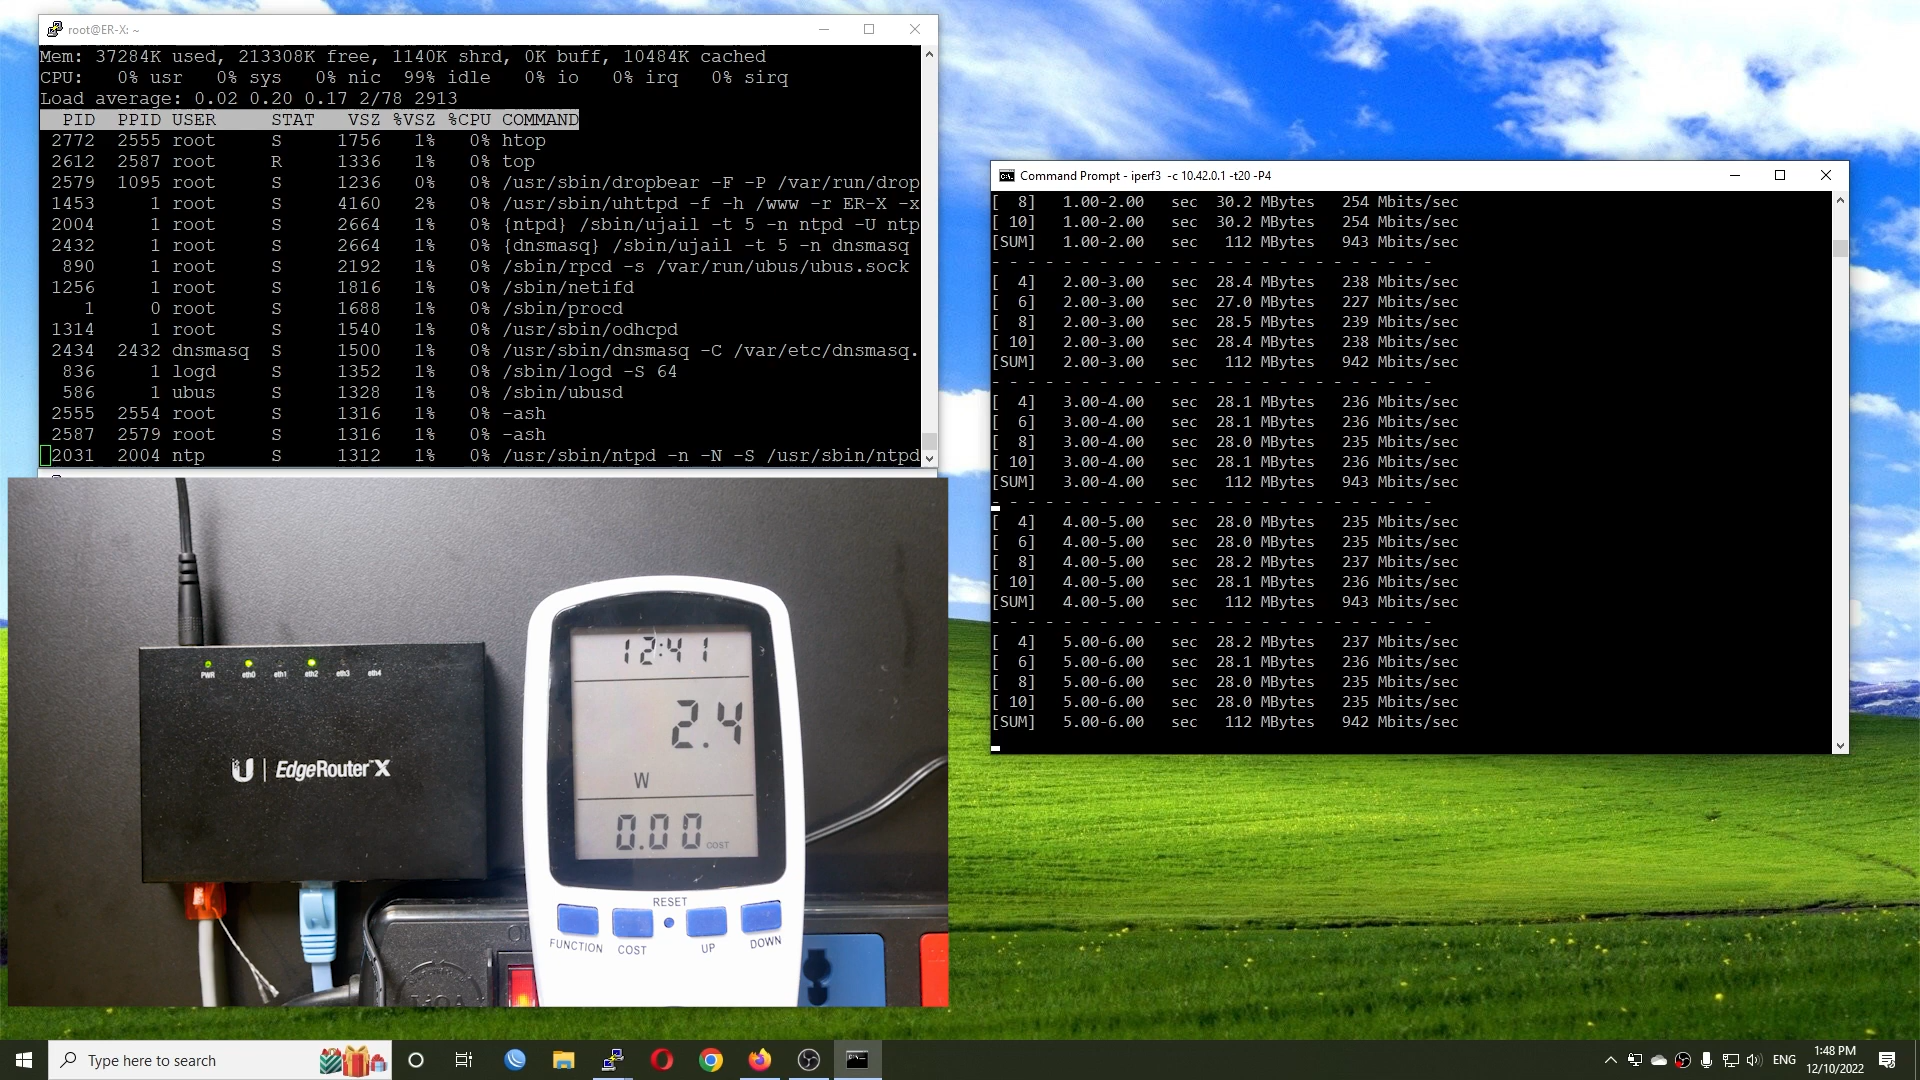 root@ER-X: ~
Mem: 37284K used, 213308K free, 1140K shrd, 0K buff, 10484K cached
CPU:   0% usr   0% sys   0% nic  99% idle   0% io   0% irq   0% sirq
Load average: 0.02 0.20 0.17 2/78 2913
PID  PPID USER     STAT   VSZ %VSZ %CPU COMMAND
2772  2555 root     S     1756   1%   0% htop
2612  2587 root     R     1336   1%   0% top
2579  1095 root     S     1236   0%   0% /usr/sbin/dropbear -F -P /var/run/drop
1453     1 root     S     4160   2%   0% /usr/sbin/uhttpd -f -h /www -r ER-X -x
2004     1 root     S     2664   1%   0% {ntpd} /sbin/ujail -t 5 -n ntpd -U ntp
2432     1 root     S     2664   1%   0% {dnsmasq} /sbin/ujail -t 5 -n dnsmasq
890     1 root     S     2192   1%   0% /sbin/rpcd -s /var/run/ubus/ubus.sock
1256     1 root     S     1816   1%   0% /sbin/netifd
1     0 root     S     1688   1%   0% /sbin/procd
1314     1 root     S     1540   1%   0% /usr/sbin/odhcpd
2434  2432 dnsmasq  S     1500   1%   0% /usr/sbin/dnsmasq -C /var/etc/dnsmasq.
836     1 logd     S     1352   1%   0% /sbin/logd -S 64
586     1 ubus     S     1328   1%   0% /sbin/ubusd
2555  2554 root     S     1316   1%   0% -ash
2587  2579 root     S     1316   1%   0% -ash
2031  2004 ntp      S     1312   1%   0% /usr/sbin/ntpd -n -N -S /usr/sbin/ntpd
Command Prompt - iperf3  -c 10.42.0.1 -t20 -P4
[  8]   1.00-2.00   sec  30.2 MBytes   254 Mbits/sec
[ 10]   1.00-2.00   sec  30.2 MBytes   254 Mbits/sec
[SUM]   1.00-2.00   sec   112 MBytes   943 Mbits/sec
- - - - - - - - - - - - - - - - - - - - - - - - -
[  4]   2.00-3.00   sec  28.4 MBytes   238 Mbits/sec
[  6]   2.00-3.00   sec  27.0 MBytes   227 Mbits/sec
[  8]   2.00-3.00   sec  28.5 MBytes   239 Mbits/sec
[ 10]   2.00-3.00   sec  28.4 MBytes   238 Mbits/sec
[SUM]   2.00-3.00   sec   112 MBytes   942 Mbits/sec
- - - - - - - - - - - - - - - - - - - - - - - - -
[  4]   3.00-4.00   sec  28.1 MBytes   236 Mbits/sec
[  6]   3.00-4.00   sec  28.1 MBytes   236 Mbits/sec
[  8]   3.00-4.00   sec  28.0 MBytes   235 Mbits/sec
[ 10]   3.00-4.00   sec  28.1 MBytes   236 Mbits/sec
[SUM]   3.00-4.00   sec   112 MBytes   943 Mbits/sec
- - - - - - - - - - - - - - - - - - - - - - - - -
[  4]   4.00-5.00   sec  28.0 MBytes   235 Mbits/sec
[  6]   4.00-5.00   sec  28.0 MBytes   235 Mbits/sec
[  8]   4.00-5.00   sec  28.2 MBytes   237 Mbits/sec
[ 10]   4.00-5.00   sec  28.1 MBytes   236 Mbits/sec
[SUM]   4.00-5.00   sec   112 MBytes   943 Mbits/sec
- - - - - - - - - - - - - - - - - - - - - - - - -
[  4]   5.00-6.00   sec  28.2 MBytes   237 Mbits/sec
[  6]   5.00-6.00   sec  28.1 MBytes   236 Mbits/sec
[  8]   5.00-6.00   sec  28.0 MBytes   235 Mbits/sec
[ 10]   5.00-6.00   sec  28.0 MBytes   235 Mbits/sec
[SUM]   5.00-6.00   sec   112 MBytes   942 Mbits/sec
PWR eth0 eth1 eth2 eth3 eth4
U | EdgeRouter™ X
12:41
2.4
W
0.00 COST
RESET
FUNCTION COST UP DOWN
Type here to search
ENG
1:48 PM
12/10/2022